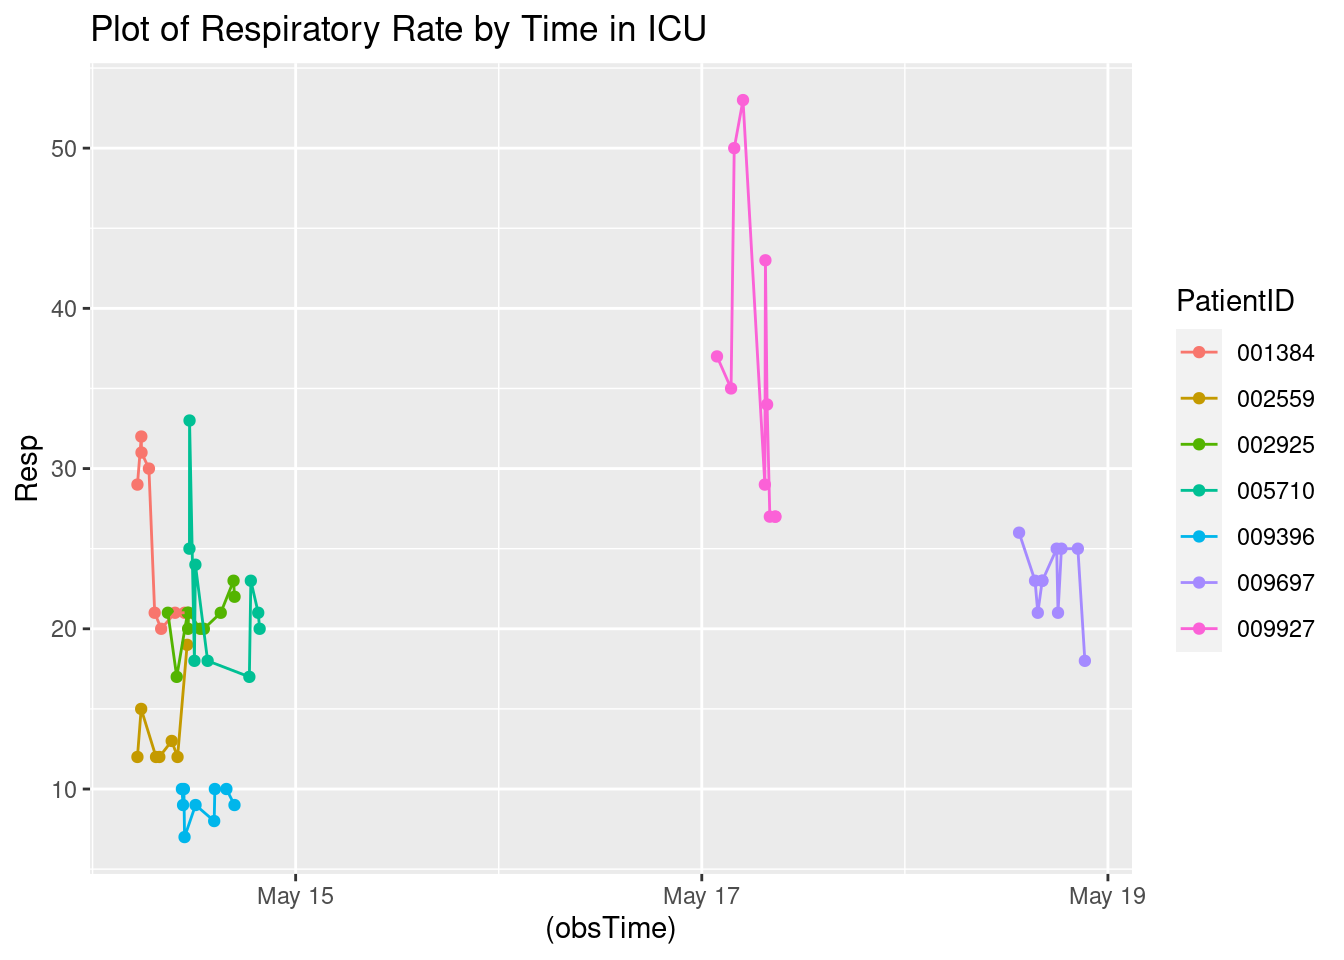 Plot of Respiratory Rate by Time in ICU
50
40
30
20
10
Resp
May 15
May 17
May 19
(obsTime)
PatientID
001384
002559
002925
005710
009396
009697
009927